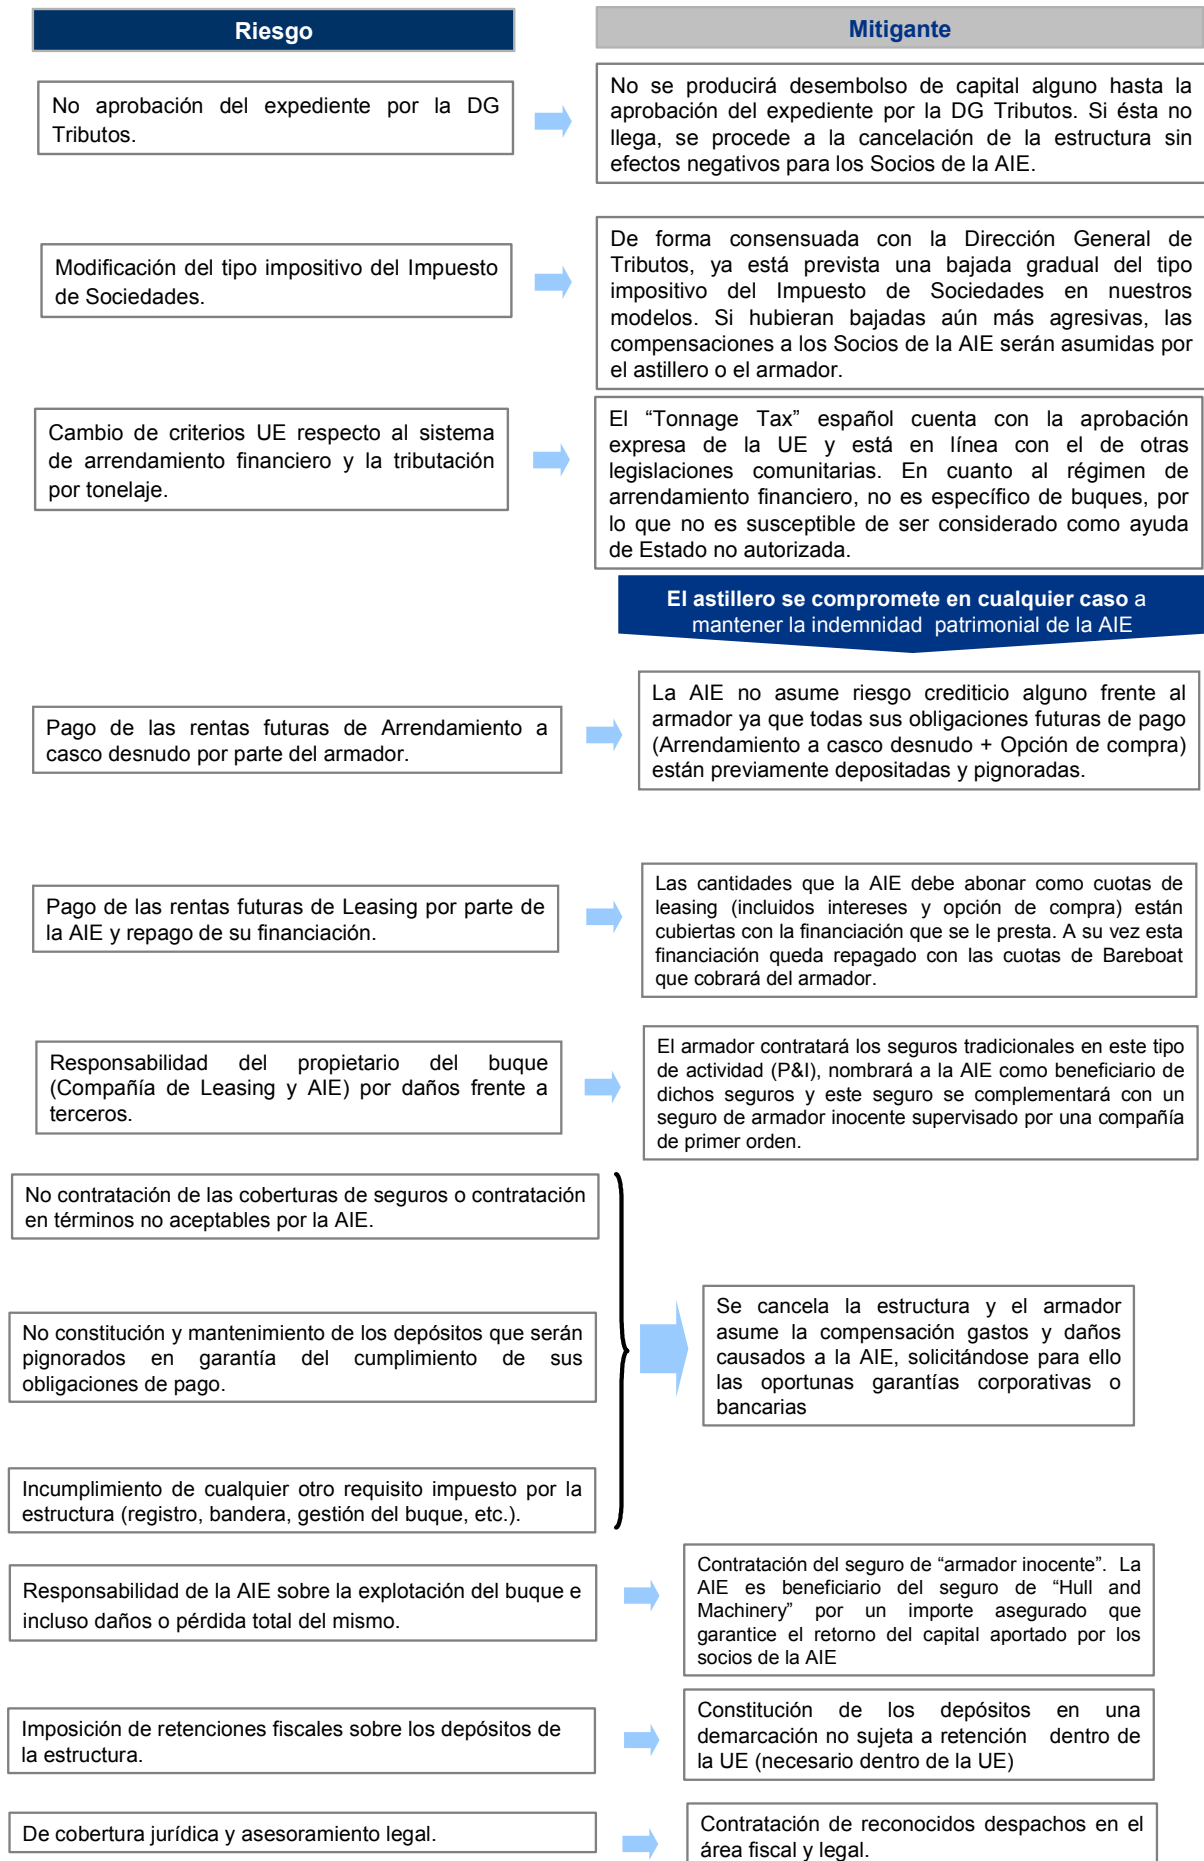 Riesgo
Mitigante
No aprobación del expediente por la DG
Tributos.
No se producirá desembolso de capital alguno hasta la
aprobación del expediente por la DG Tributos. Si ésta no
llega, se procede a la cancelación de la estructura sin
efectos negativos para los Socios de la AIE.
Modificación del tipo impositivo del Impuesto
de Sociedades.
De forma consensuada con la Dirección General de
Tributos, ya está prevista una bajada gradual del tipo
impositivo del Impuesto de Sociedades en nuestros
modelos. Si hubieran bajadas aún más agresivas, las
compensaciones a los Socios de la AIE serán asumidas por
el astillero o el armador.
Cambio de criterios UE respecto al sistema
de arrendamiento financiero y la tributación
por tonelaje.
El “Tonnage Tax” español cuenta con la aprobación
expresa de la UE y está en línea con el de otras
legislaciones comunitarias. En cuanto al régimen de
arrendamiento financiero, no es específico de buques, por
lo que no es susceptible de ser considerado como ayuda
de Estado no autorizada.
El astillero se compromete en cualquier caso a
mantener la indemnidad patrimonial de la AIE
Pago de las rentas futuras de Arrendamiento a
casco desnudo por parte del armador.
La AIE no asume riesgo crediticio alguno frente al
armador ya que todas sus obligaciones futuras de pago
(Arrendamiento a casco desnudo + Opción de compra)
están previamente depositadas y pignoradas.
Pago de las rentas futuras de Leasing por parte de
la AIE y repago de su financiación.
Las cantidades que la AIE debe abonar como cuotas de
leasing (incluidos intereses y opción de compra) están
cubiertas con la financiación que se le presta. A su vez esta
financiación queda repagado con las cuotas de Bareboat
que cobrará del armador.
Responsabilidad del propietario del buque
(Compañía de Leasing y AIE) por daños frente a
terceros.
El armador contratará los seguros tradicionales en este tipo
de actividad (P&I), nombrará a la AIE como beneficiario de
dichos seguros y este seguro se complementará con un
seguro de armador inocente supervisado por una compañía
de primer orden.
No contratación de las coberturas de seguros o contratación
en términos no aceptables por la AIE.
No constitución y mantenimiento de los depósitos que serán
pignorados en garantía del cumplimiento de sus
obligaciones de pago.
Incumplimiento de cualquier otro requisito impuesto por la
estructura (registro, bandera, gestión del buque, etc.).
Se cancela la estructura y el armador
asume la compensación gastos y daños
causados a la AIE, solicitándose para ello
las oportunas garantías corporativas o
bancarias
Responsabilidad de la AIE sobre la explotación del buque e
incluso daños o pérdida total del mismo.
Contratación del seguro de “armador inocente”. La
AIE es beneficiario del seguro de “Hull and
Machinery” por un importe asegurado que
garantice el retorno del capital aportado por los
socios de la AIE
Imposición de retenciones fiscales sobre los depósitos de
la estructura.
Constitución de los depósitos en una
demarcación no sujeta a retención dentro de
la UE (necesario dentro de la UE)
De cobertura jurídica y asesoramiento legal.
Contratación de reconocidos despachos en el
área fiscal y legal.